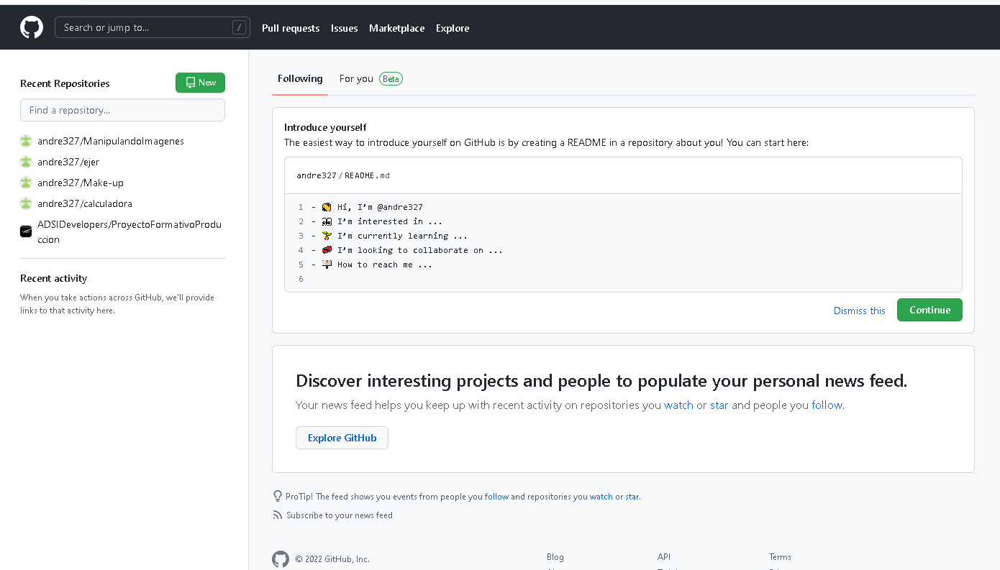 Search or jump to...
/
Pull requests
Issues
Marketplace
Explore
Recent Repositories
New
Find a repository...
andre327/ManipulandoImagenes
andre327/ejer
andre327/Make-up
andre327/calculadora
ADSIDevelopers/ProyectoFormativoProdu
ccion
Recent activity
When you take actions across GitHub, we'll provide
links to that activity here.
Following
For you
Beta
Introduce yourself
The easiest way to introduce yourself on GitHub is by creating a README in a repository about you! You can start here:
andre327 / README.md
1 - 👋 Hi, I'm @andre327
2 - 👀 I'm interested in ...
3 - 🌱 I'm currently learning ...
4 - 💞️ I'm looking to collaborate on ...
5 - 📫 How to reach me ...
6
Dismiss this
Continue
Discover interesting projects and people to populate your personal news feed.
Your news feed helps you keep up with recent activity on repositories you watch or star and people you follow.
Explore GitHub
ProTip! The feed shows you events from people you follow and repositories you watch or star.
Subscribe to your news feed
© 2022 GitHub, Inc.
Blog
API
Terms